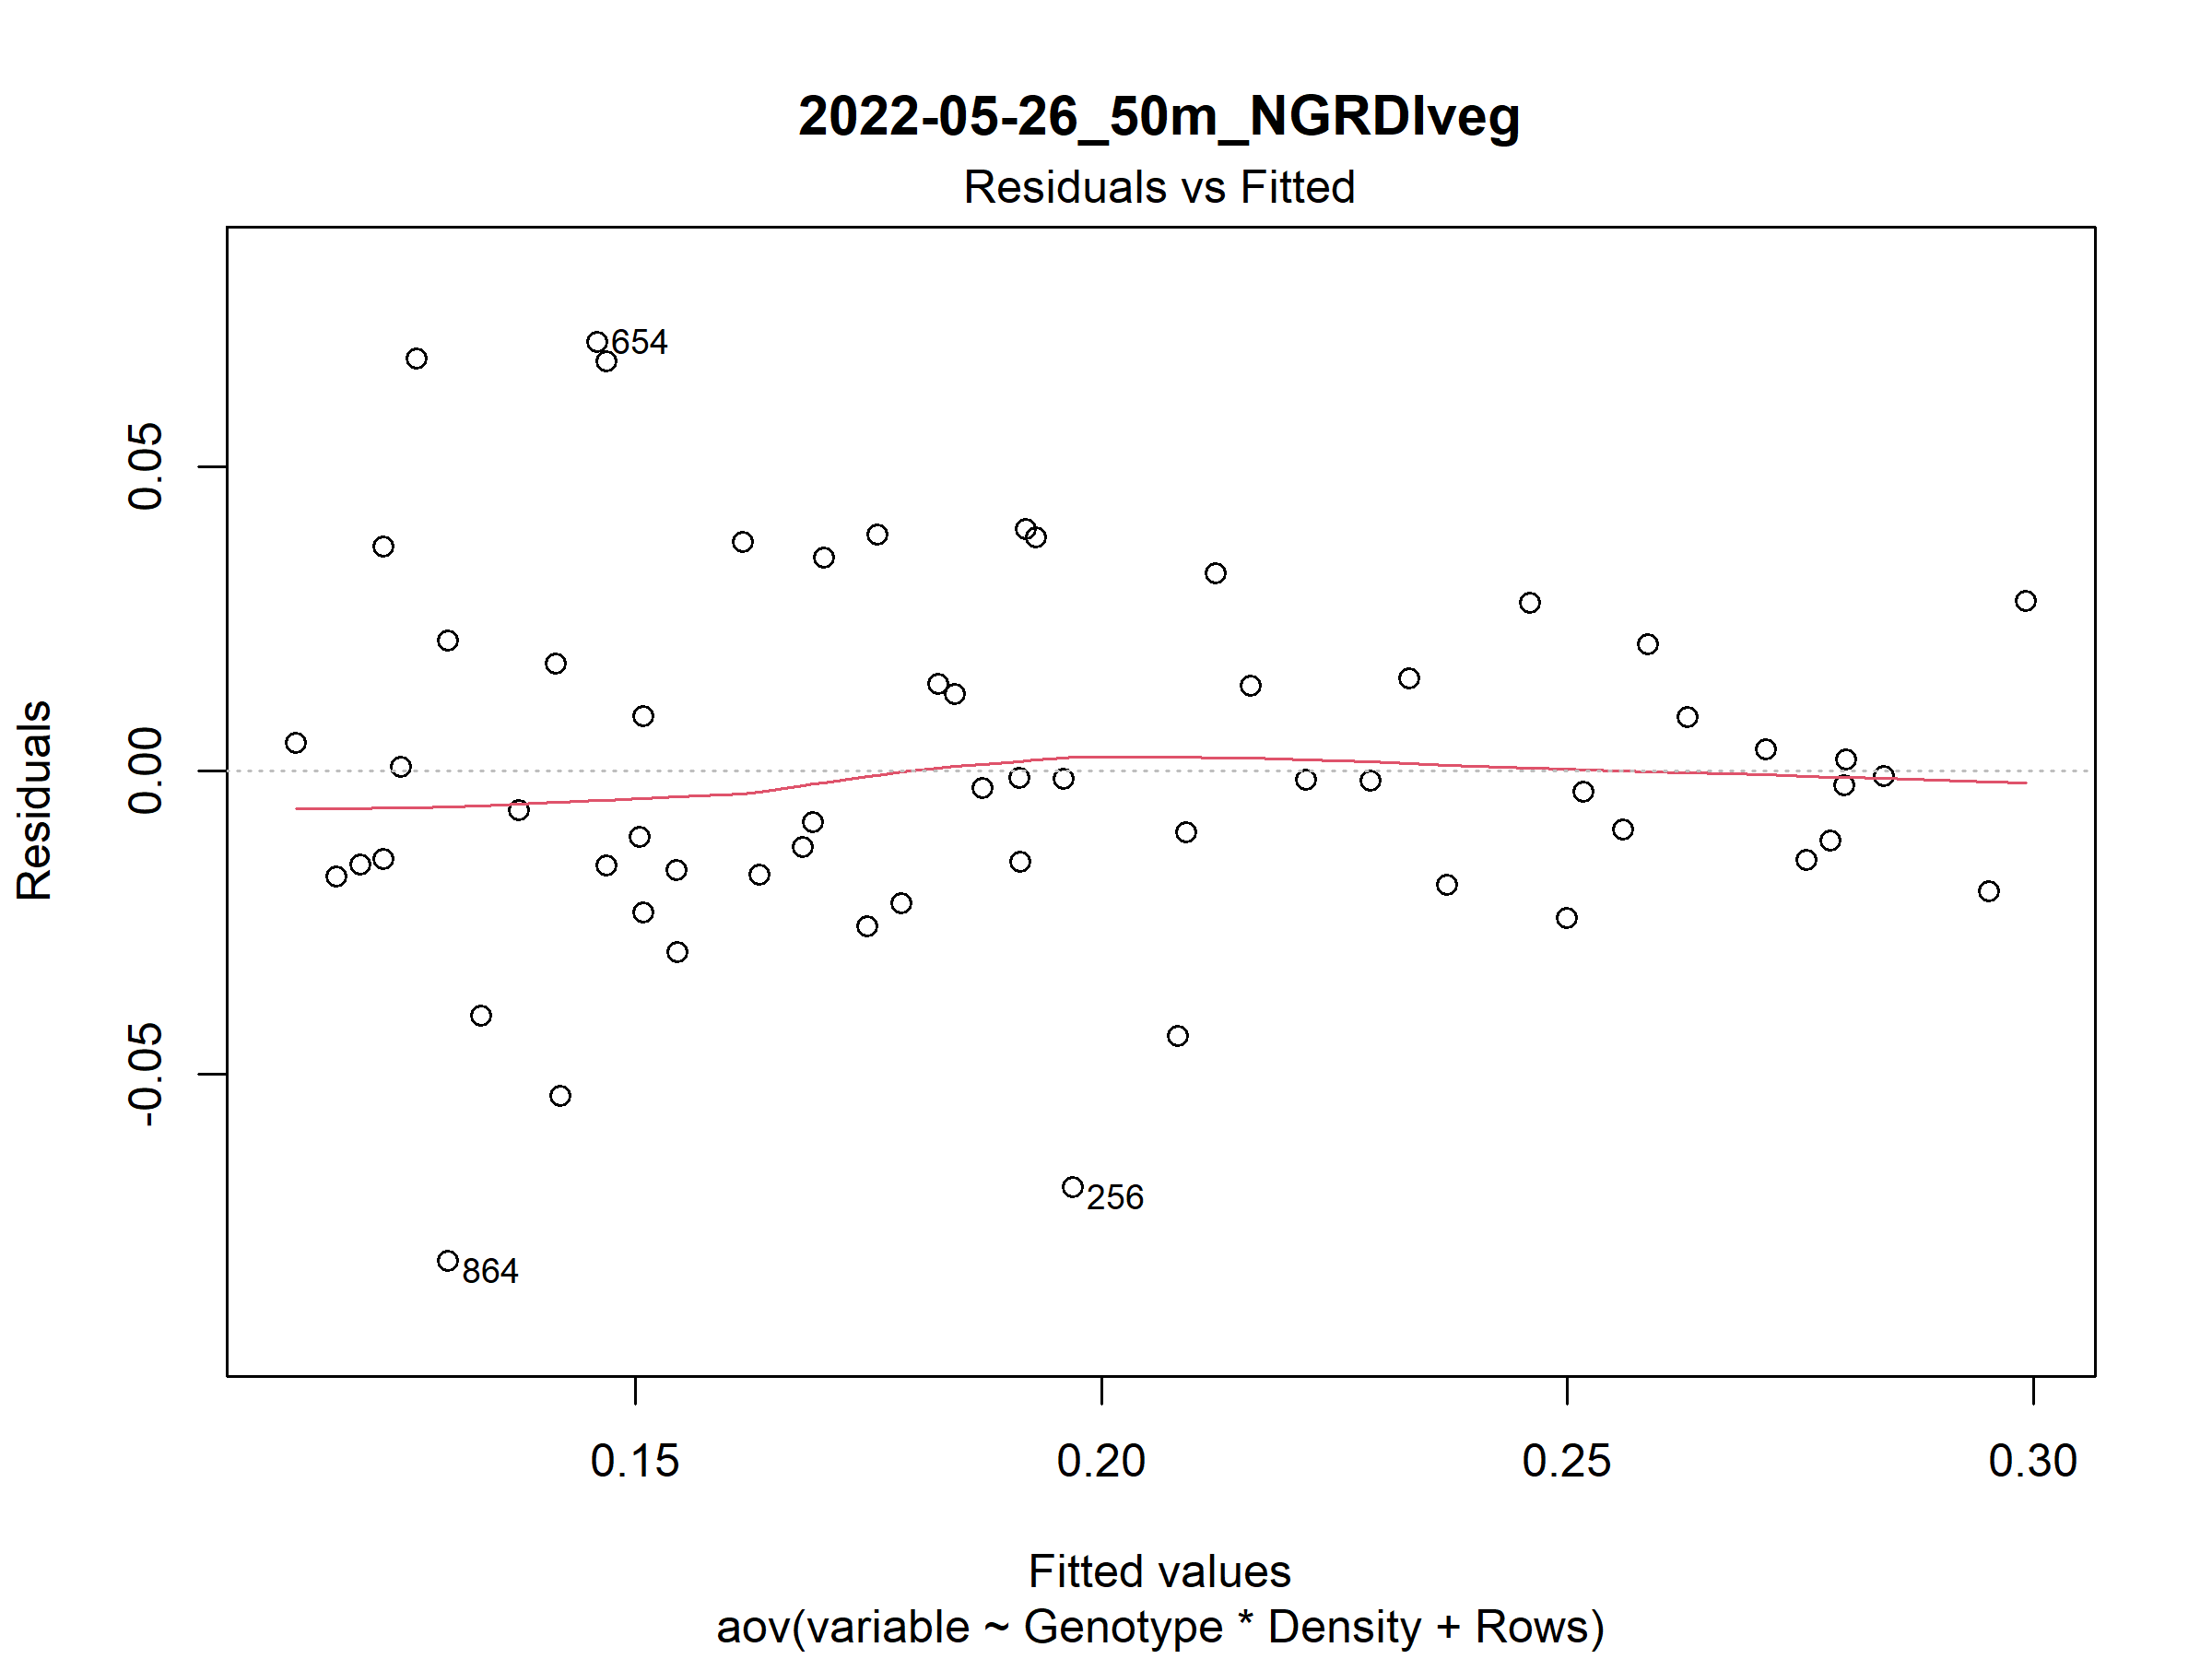 2022-05-26_50m_NGRDIveg
Residuals vs Fitted
654
256
864
Residuals
0.05
0.00
-0.05
0.15 0.20 0.25 0.30
Fitted values
aov(variable ~ Genotype * Density + Rows)